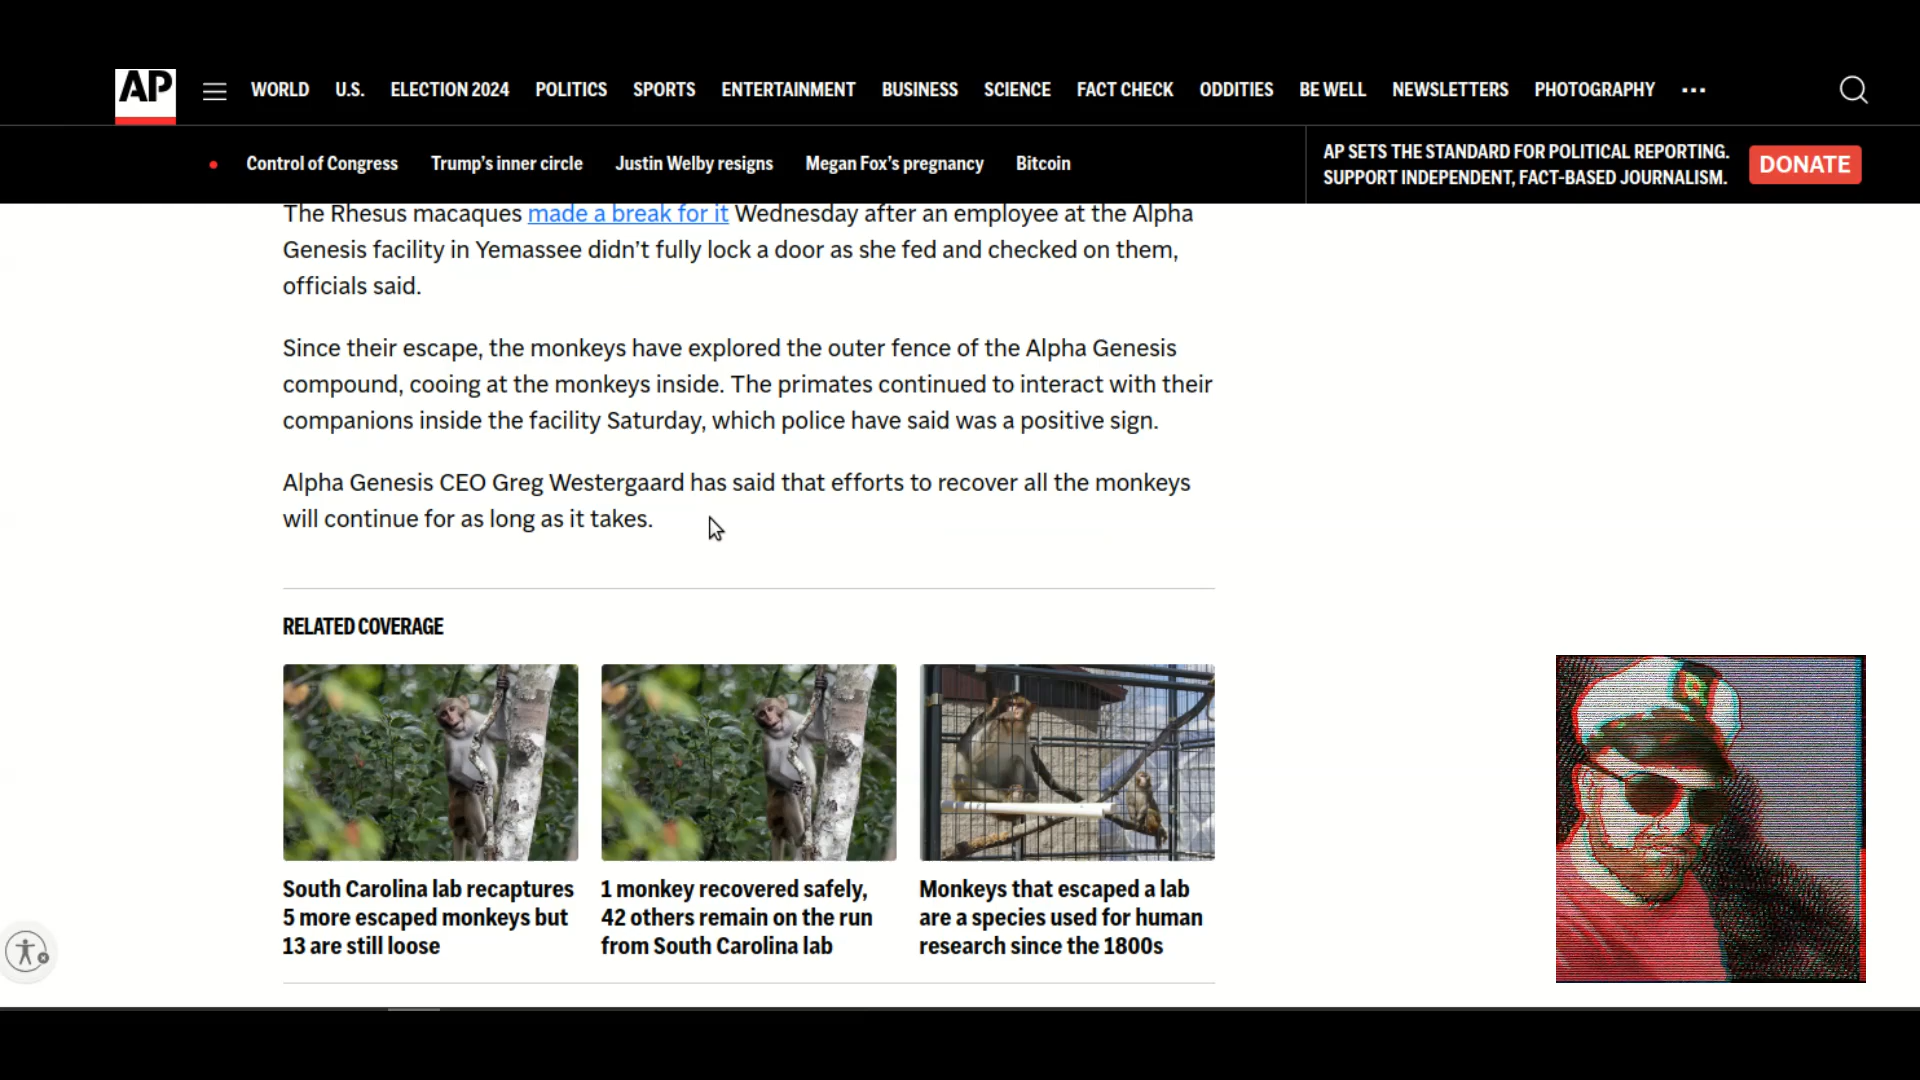 AP
WORLD U.S. ELECTION 2024 POLITICS SPORTS ENTERTAINMENT BUSINESS SCIENCE FACT CHECK ODDITIES BE WELL NEWSLETTERS PHOTOGRAPHY ...
Control of Congress Trump’s inner circle Justin Welby resigns Megan Fox’s pregnancy Bitcoin
AP SETS THE STANDARD FOR POLITICAL REPORTING.
SUPPORT INDEPENDENT, FACT-BASED JOURNALISM.
DONATE
The Rhesus macaques made a break for it Wednesday after an employee at the Alpha
Genesis facility in Yemassee didn’t fully lock a door as she fed and checked on them,
officials said.
Since their escape, the monkeys have explored the outer fence of the Alpha Genesis
compound, cooing at the monkeys inside. The primates continued to interact with their
companions inside the facility Saturday, which police have said was a positive sign.
Alpha Genesis CEO Greg Westergaard has said that efforts to recover all the monkeys
will continue for as long as it takes.
RELATED COVERAGE
South Carolina lab recaptures
5 more escaped monkeys but
13 are still loose
1 monkey recovered safely,
42 others remain on the run
from South Carolina lab
Monkeys that escaped a lab
are a species used for human
research since the 1800s